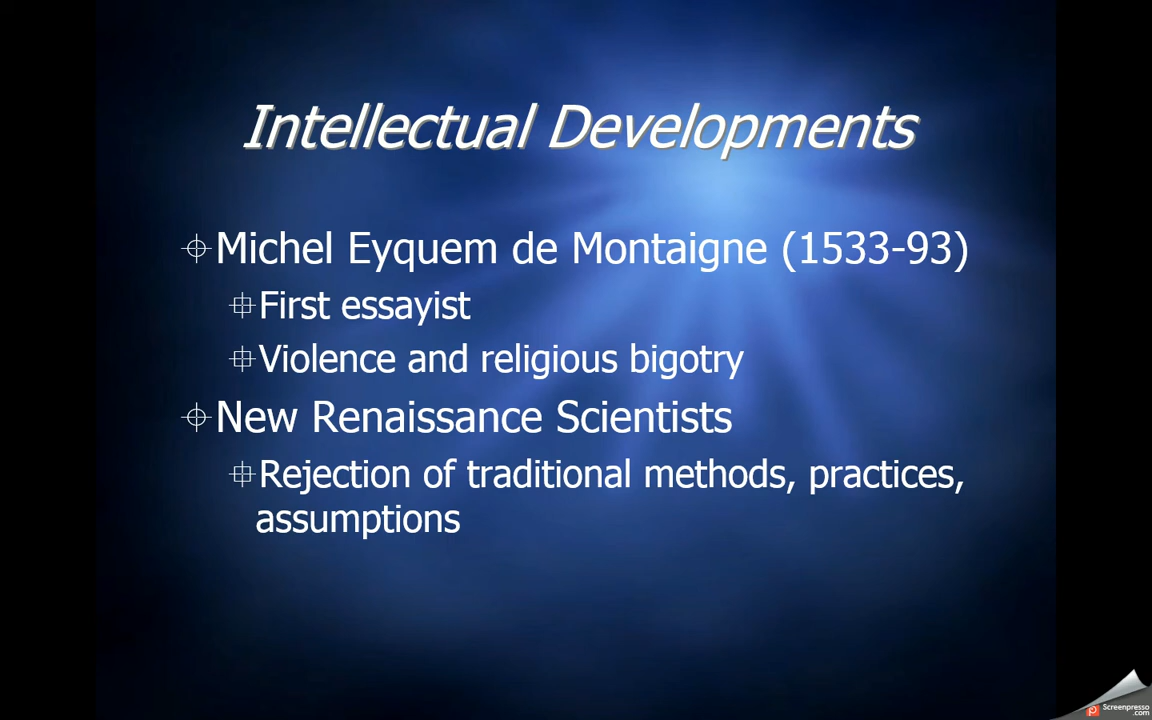 Intellectual Developments
Michel Eyquem de Montaigne (1533-93)
First essayist
Violence and religious bigotry
New Renaissance Scientists
Rejection of traditional methods, practices,
assumptions
Screenpresso
.com